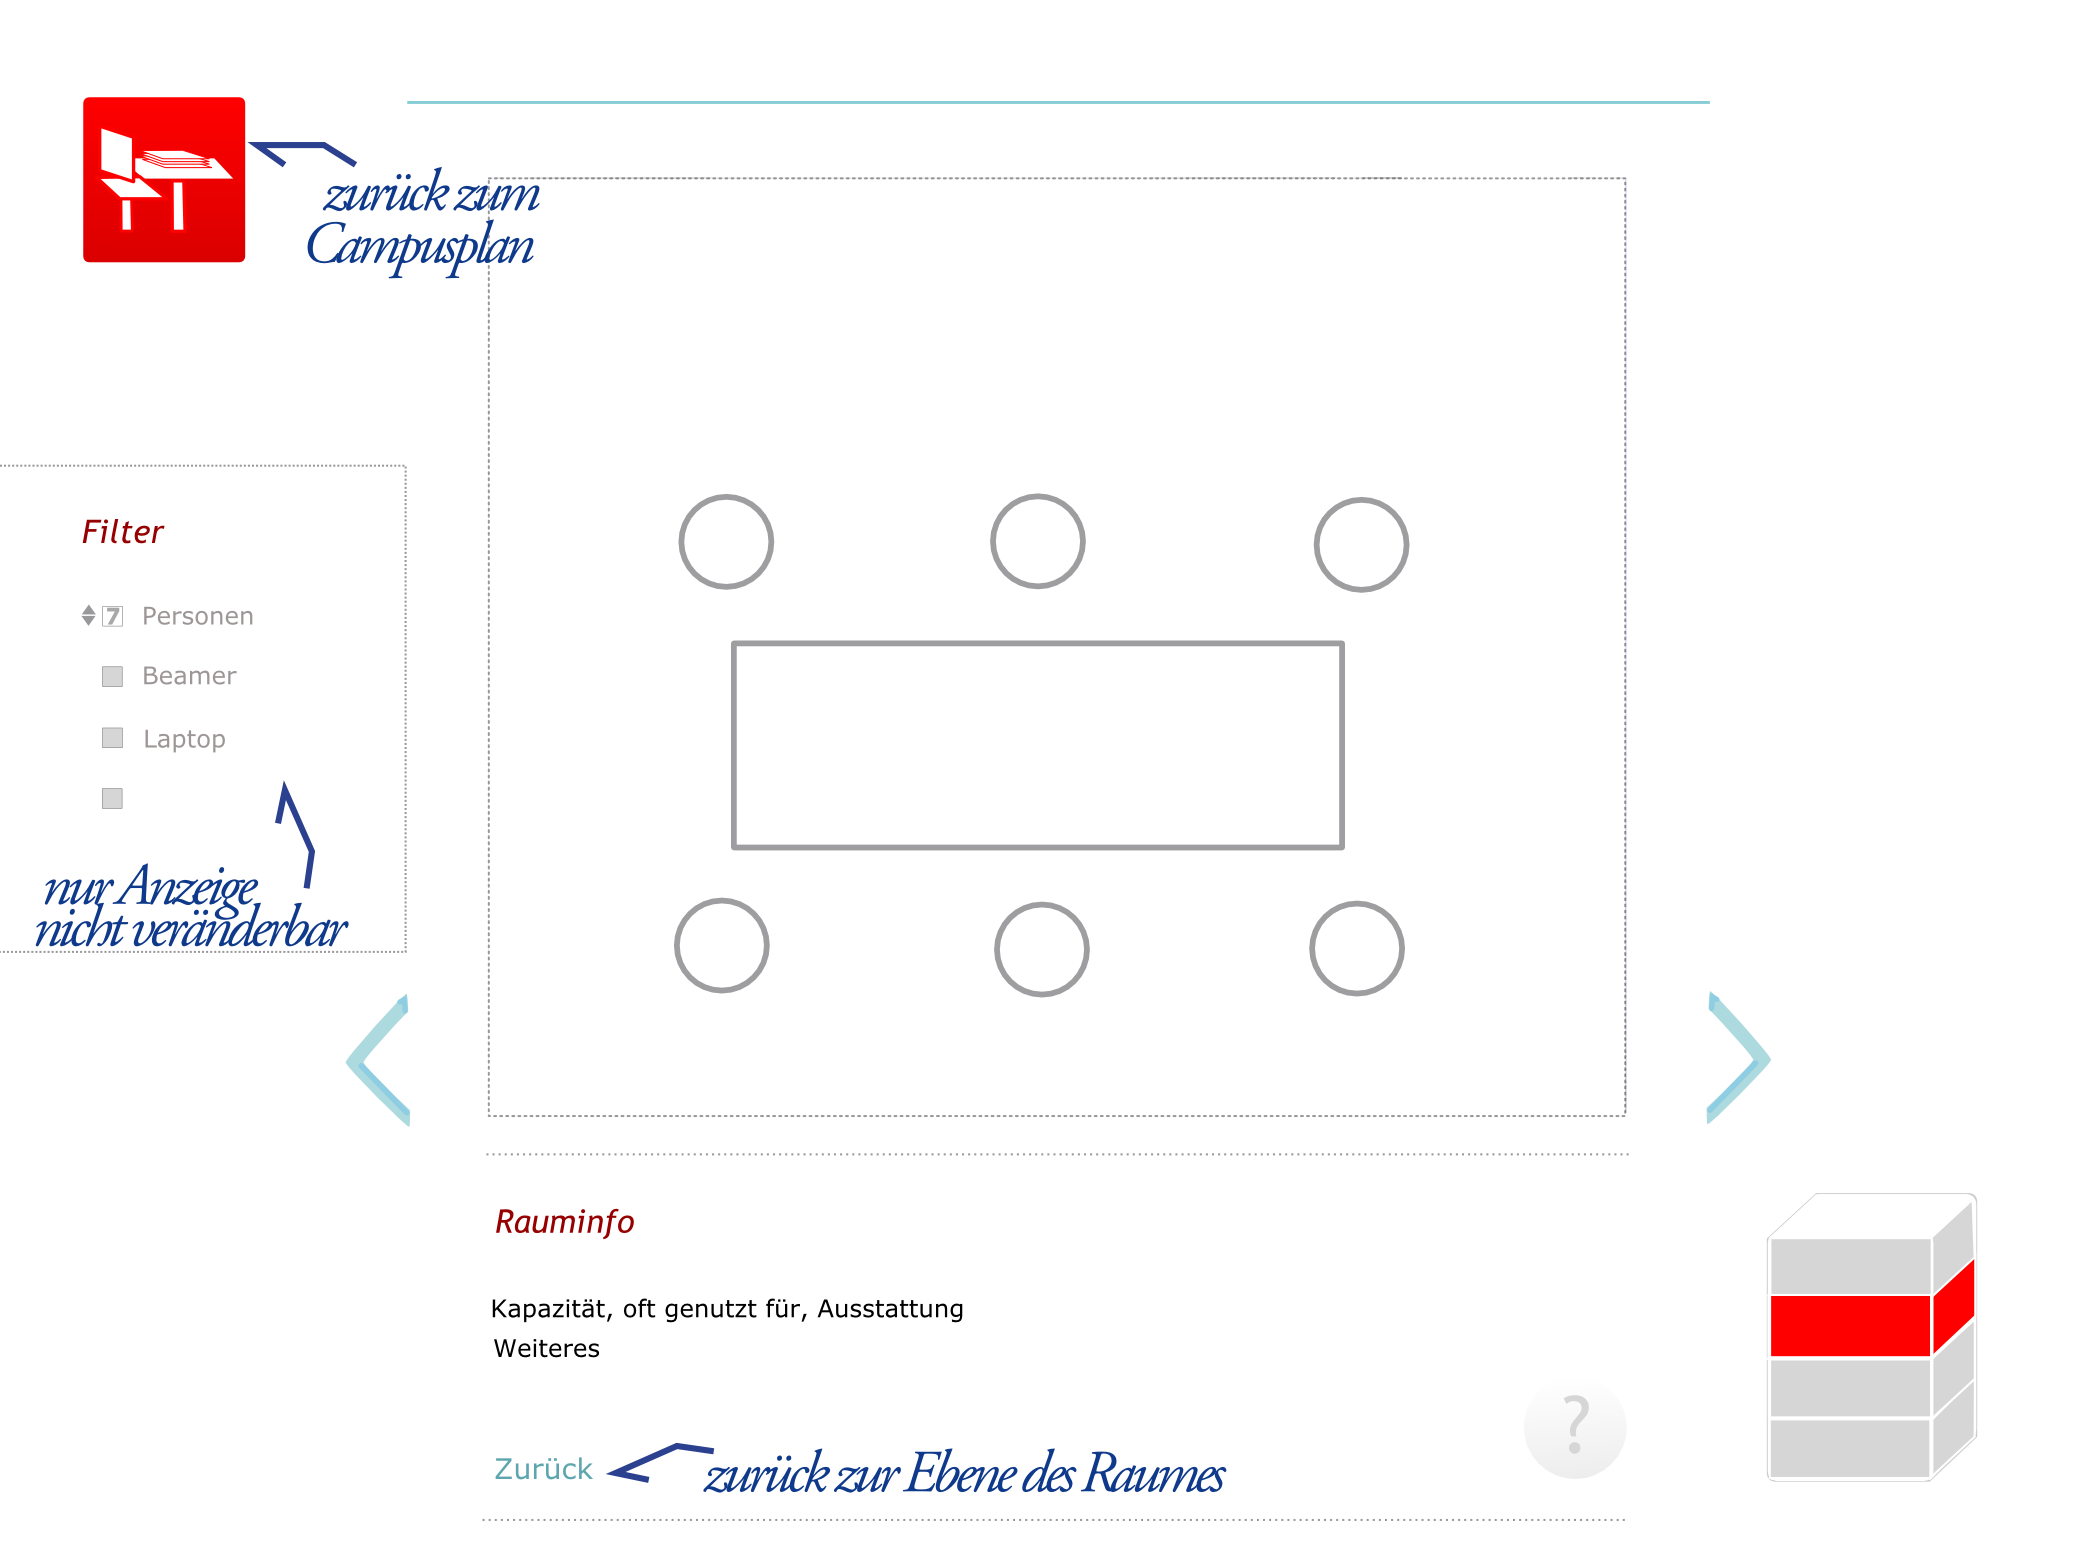 zurück zum
Campusplan
Filter
7 Personen
Beamer
Laptop
nur Anzeige
nicht veränderbar
Rauminfo
Kapazität, oft genutzt für, Ausstattung
Weiteres
?
Zurück
zurück zur Ebene des Raumes